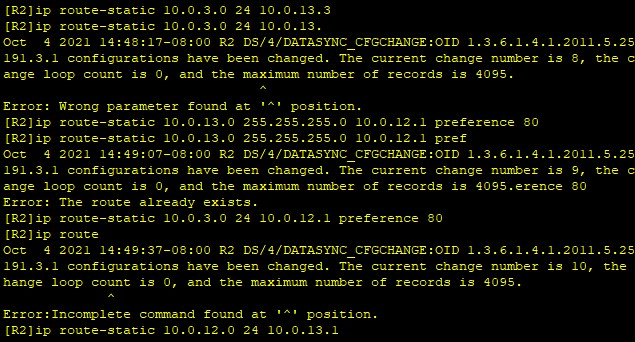 [R2]ip route-static 10.0.3.0 24 10.0.13.3
[R2]ip route-static 10.0.3.0 24 10.0.13.
Oct  4 2021 14:48:17-08:00 R2 DS/4/DATASYNC_CFGCHANGE:OID 1.3.6.1.4.1.2011.5.25
191.3.1 configurations have been changed. The current change number is 8, the c
ange loop count is 0, and the maximum number of records is 4095.
^
Error: Wrong parameter found at '^' position.
[R2]ip route-static 10.0.13.0 255.255.255.0 10.0.12.1 preference 80
[R2]ip route-static 10.0.13.0 255.255.255.0 10.0.12.1 pref
Oct  4 2021 14:49:07-08:00 R2 DS/4/DATASYNC_CFGCHANGE:OID 1.3.6.1.4.1.2011.5.25
191.3.1 configurations have been changed. The current change number is 9, the c
ange loop count is 0, and the maximum number of records is 4095.erence 80
Error: The route already exists.
[R2]ip route-static 10.0.3.0 24 10.0.12.1 preference 80
[R2]ip route
Oct  4 2021 14:49:37-08:00 R2 DS/4/DATASYNC_CFGCHANGE:OID 1.3.6.1.4.1.2011.5.25
191.3.1 configurations have been changed. The current change number is 10, the
hange loop count is 0, and the maximum number of records is 4095.
^
Error:Incomplete command found at '^' position.
[R2]ip route-static 10.0.12.0 24 10.0.13.1